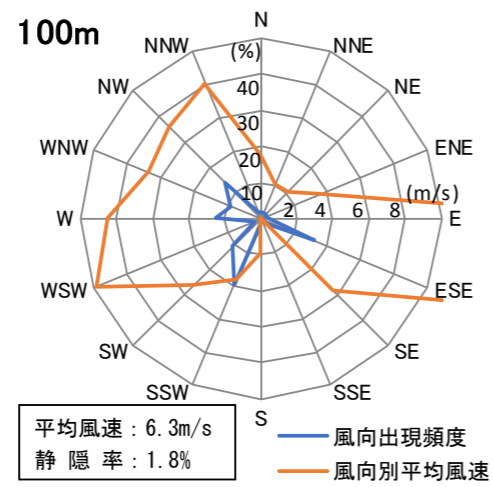 100m
N
NNW
NNE
(%)
NW
NE
40
30
WNW
ENE
20
10
(m/s)
W
2
4
6
8
E
WSW
ESE
SW
SE
SSW
SSE
S
平均風速：6.3m/s
静 隠 率：1.8%
風向出現頻度
風向別平均風速